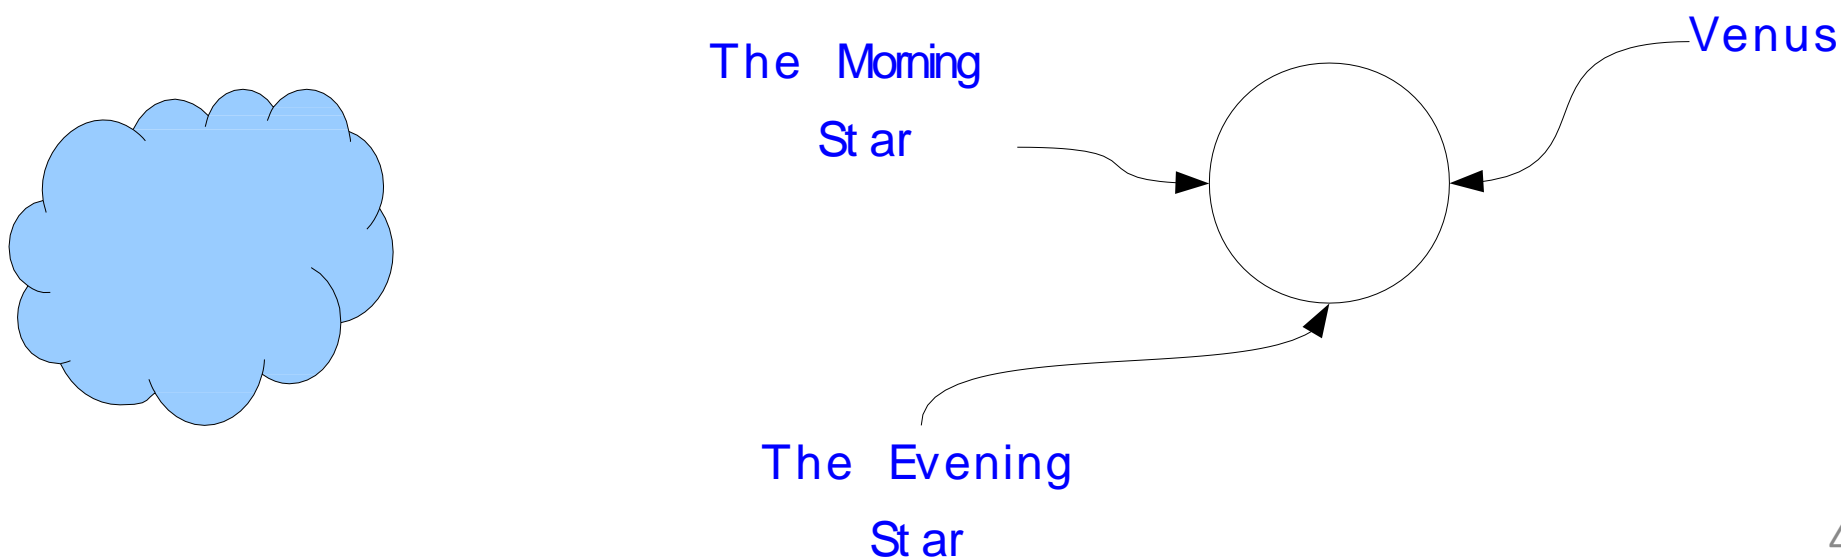 The Morning
Star
Venus
The Evening
Star